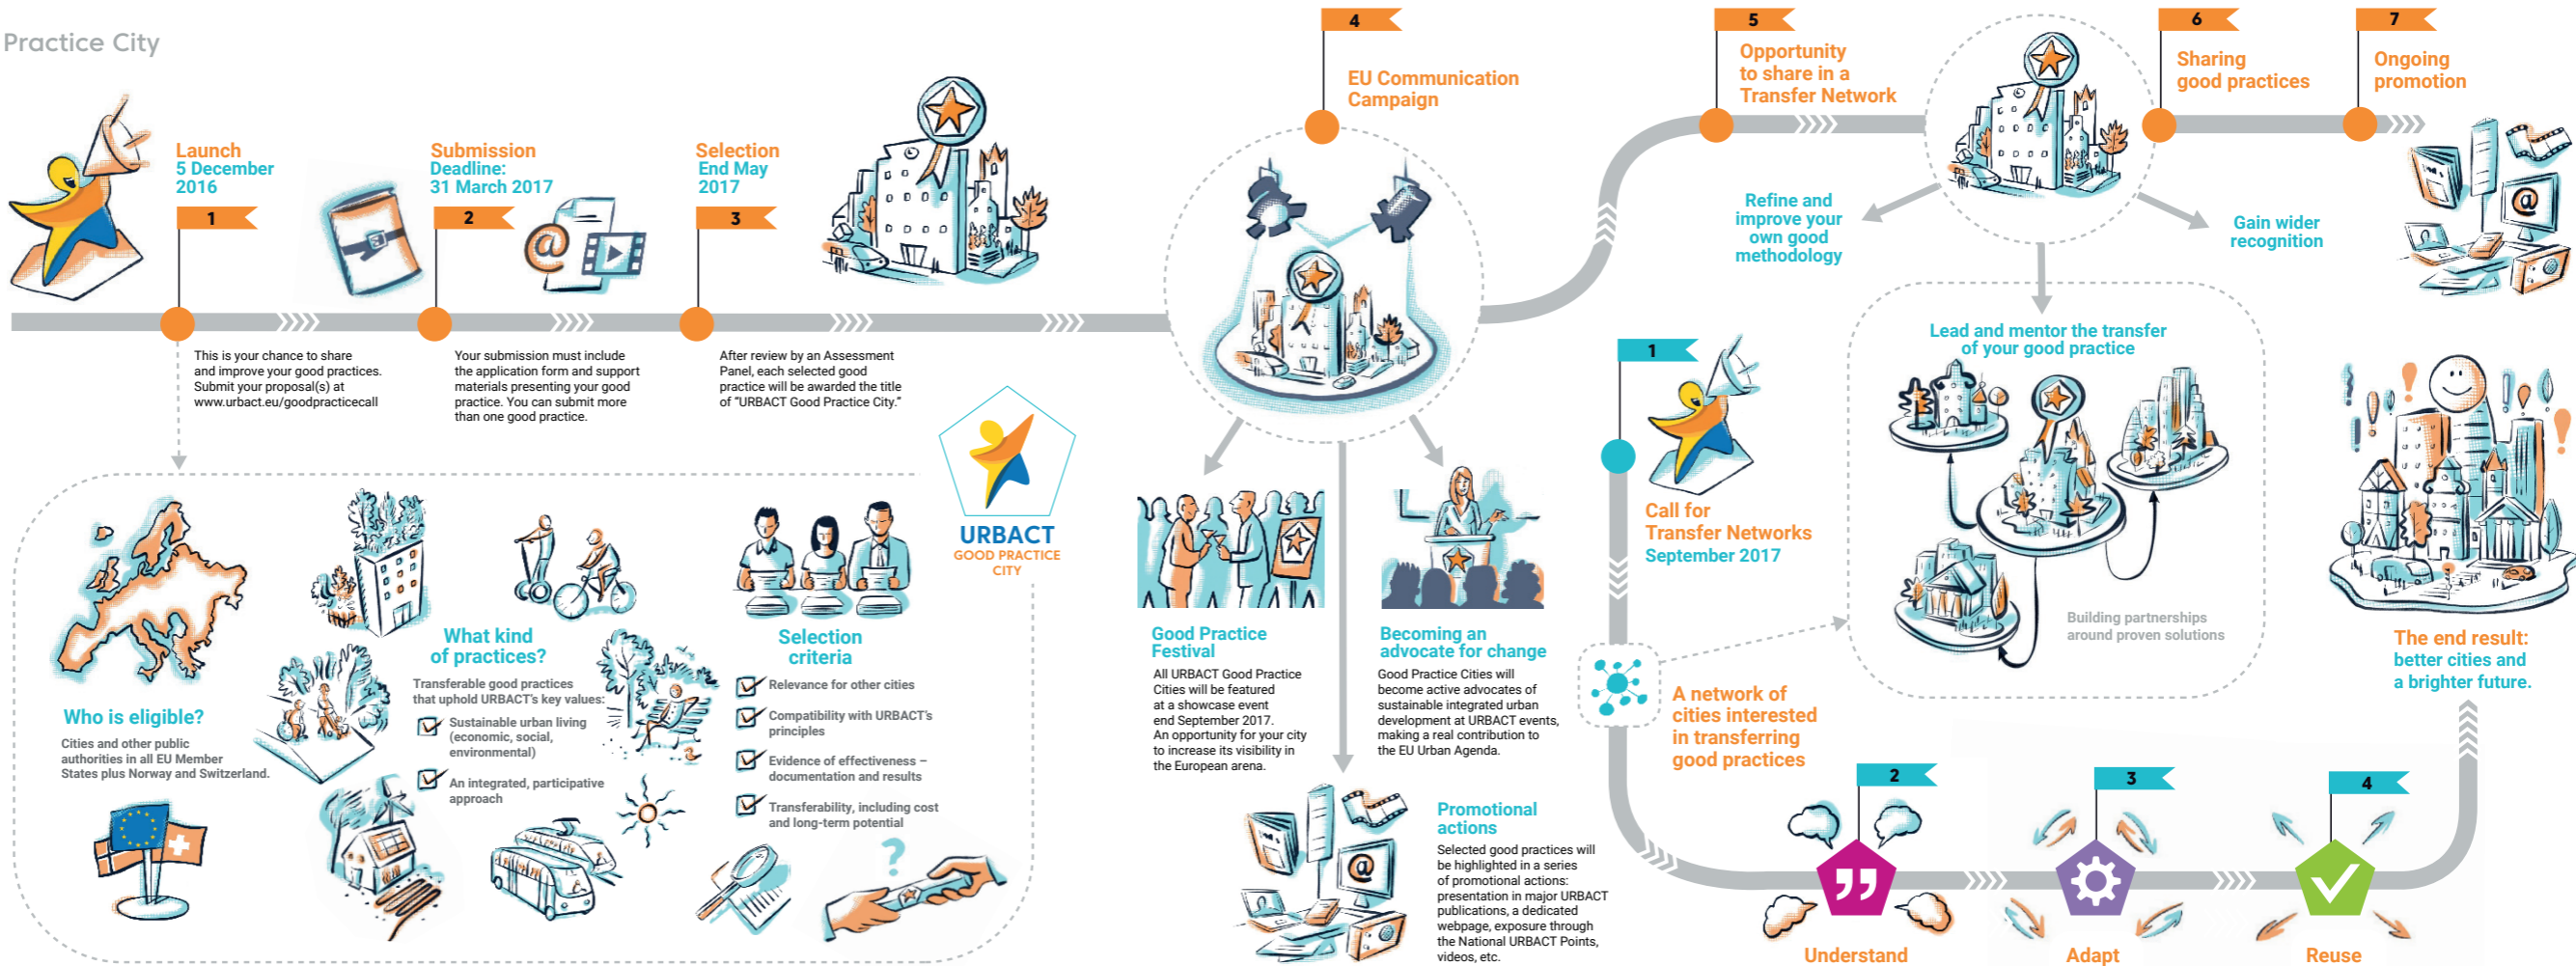 Practice City
Launch
5 December
2016
1
This is your chance to share
and improve your good practices.
Submit your proposal(s) at
www.urbact.eu/goodpracticecall
Submission
Deadline:
31 March 2017
2
@
Your submission must include
the application form and support
materials presenting your good
practice. You can submit more
than one good practice.
Selection
End May
2017
3
After review by an Assessment
Panel, each selected good
practice will be awarded the title
of “URBACT Good Practice City.”
URBACT
GOOD PRACTICE
CITY
Who is eligible?
Cities and other public
authorities in all EU Member
States plus Norway and Switzerland.
What kind
of practices?
Transferable good practices
that uphold URBACT’s key values:
Sustainable urban living
(economic, social,
environmental)
An integrated, participative
approach
Selection
criteria
Relevance for other cities
Compatibility with URBACT’s
principles
Evidence of effectiveness –
documentation and results
Transferability, including cost
and long-term potential
?
4
EU Communication
Campaign
Good Practice
Festival
All URBACT Good Practice
Cities will be featured
at a showcase event
end September 2017.
An opportunity for your city
to increase its visibility in
the European arena.
Becoming an
advocate for change
Good Practice Cities will
become active advocates of
sustainable integrated urban
development at URBACT events,
making a real contribution to
the EU Urban Agenda.
@
Promotional
actions
Selected good practices will
be highlighted in a series
of promotional actions:
presentation in major URBACT
publications, a dedicated
webpage, exposure through
the National URBACT Points,
videos, etc.
5
Opportunity
to share in a
Transfer Network
Refine and
improve your
own good
methodology
Gain wider
recognition
Lead and mentor the transfer
of your good practice
Building partnerships
around proven solutions
6
Sharing
good practices
7
Ongoing
promotion
@
1
Call for
Transfer Networks
September 2017
A network of
cities interested
in transferring
good practices
2
Understand
3
Adapt
4
Reuse
The end result:
better cities and
a brighter future.